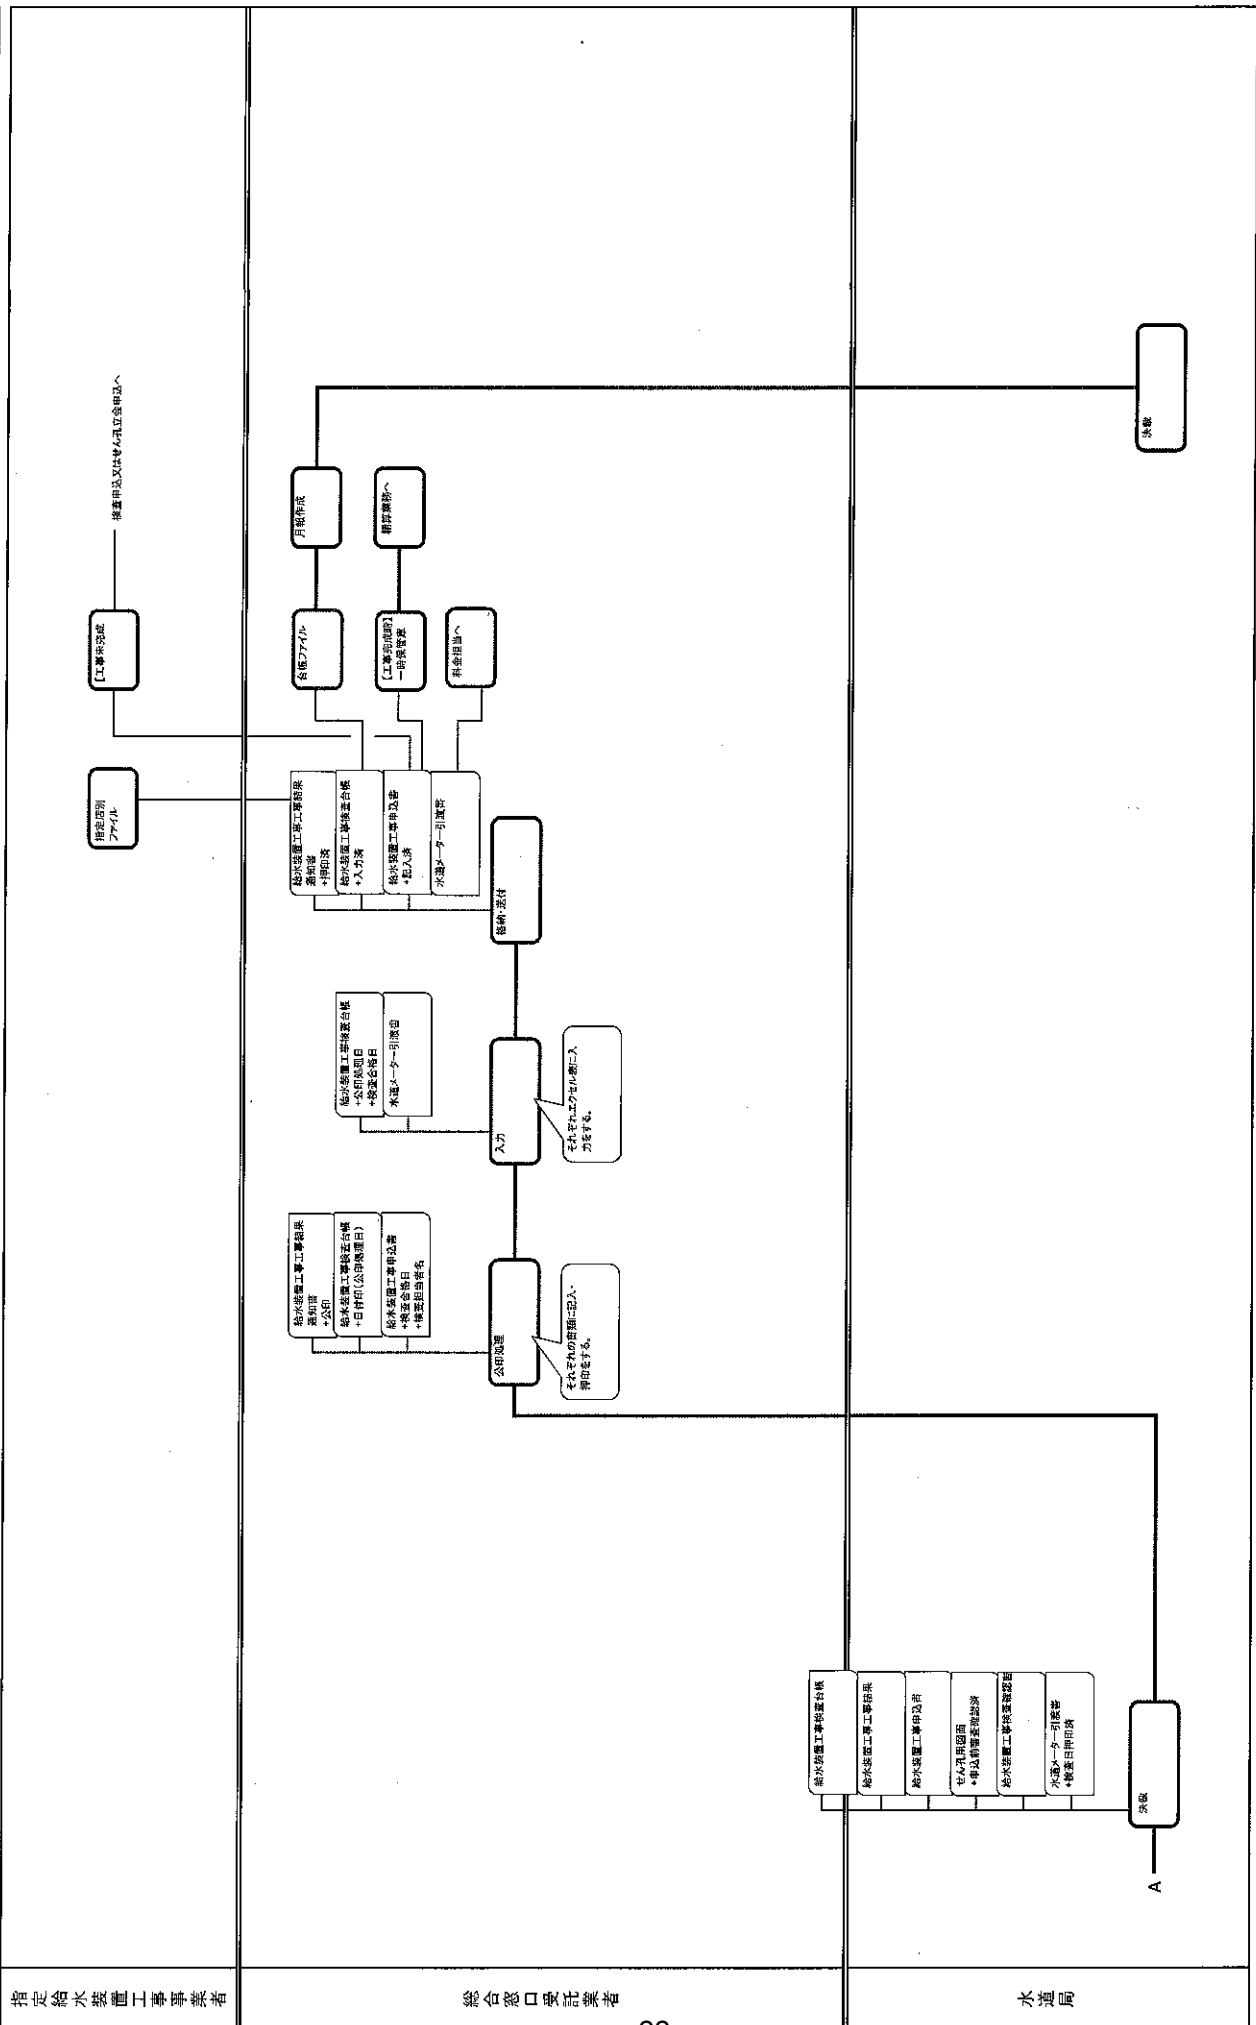 指定給水装置工事事業者
指定店別
ファイル
[工事未完成
検査申込又はせん孔立会申込へ
総合窓口受託業者
給水装置工事工事結果
通知書
+公印
給水装置工事検査台帳
+日付印(公印処理日)
給水装置工事申込書
+検査合格日
+検査担当者名
公印処理
それぞれの書類に記入、
押印をする。
給水装置工事検査台帳
+公印処理日
+検査合格日
水道メーター引渡書
入力
それぞれエクセル表に入
力をする。
給水装置工事工事結果
通知書
+押印済
給水装置工事検査台帳
+入力済
給水装置工事申込書
+記入済
水道メーター引渡書
格納・送付
台帳ファイル
月報作成
[工事完成時]
一時保管庫
精算業務へ
料金担当へ
水道局
給水装置工事検査台帳
給水装置工事工事結果
給水装置工事申込書
せん孔用図面
+申込前審査確認済
給水装置工事検査確認書
水道メーター引渡書
+検査日押印済
A
決裁
決裁